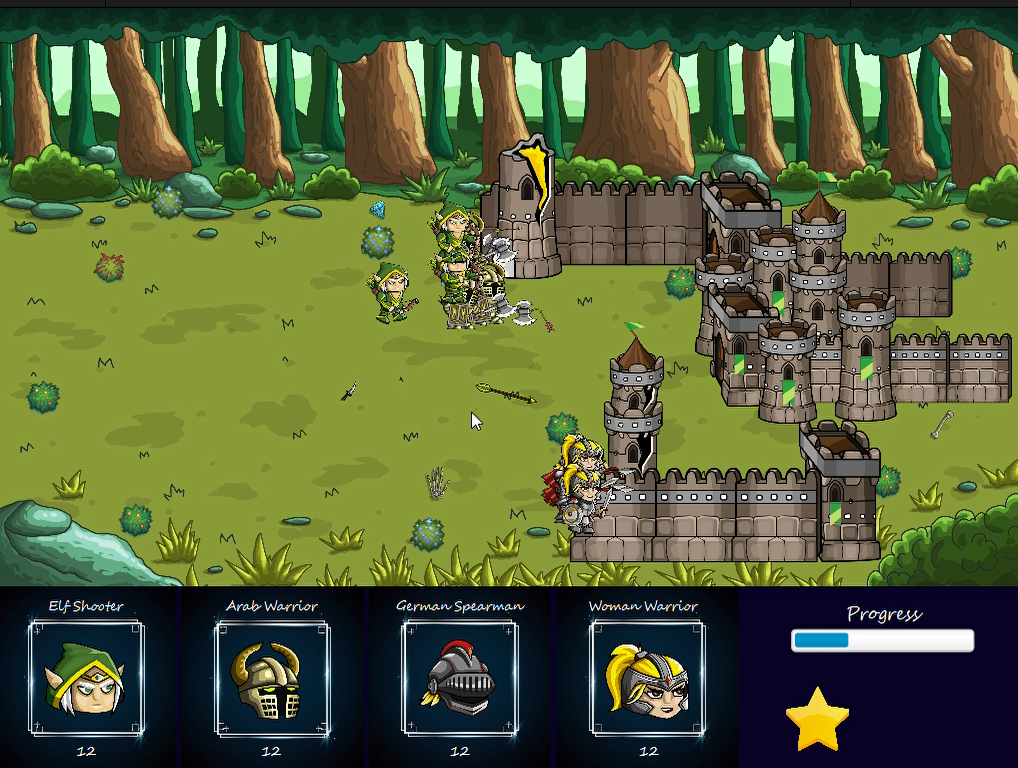 Elf Shooter
Arab Warrior
German Spearman
Woman Warrior
Progress
12
12
12
12